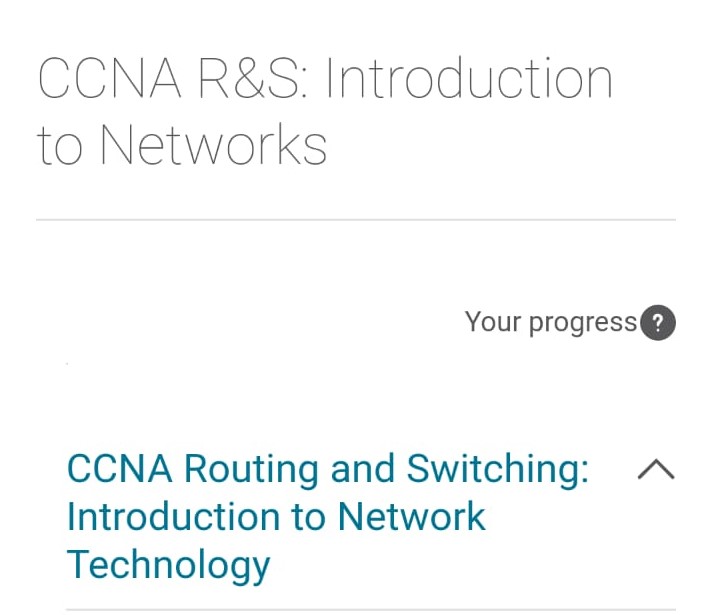 CCNA R&S: Introduction
to Networks
Your progress ?
CCNA Routing and Switching:
Introduction to Network
Technology